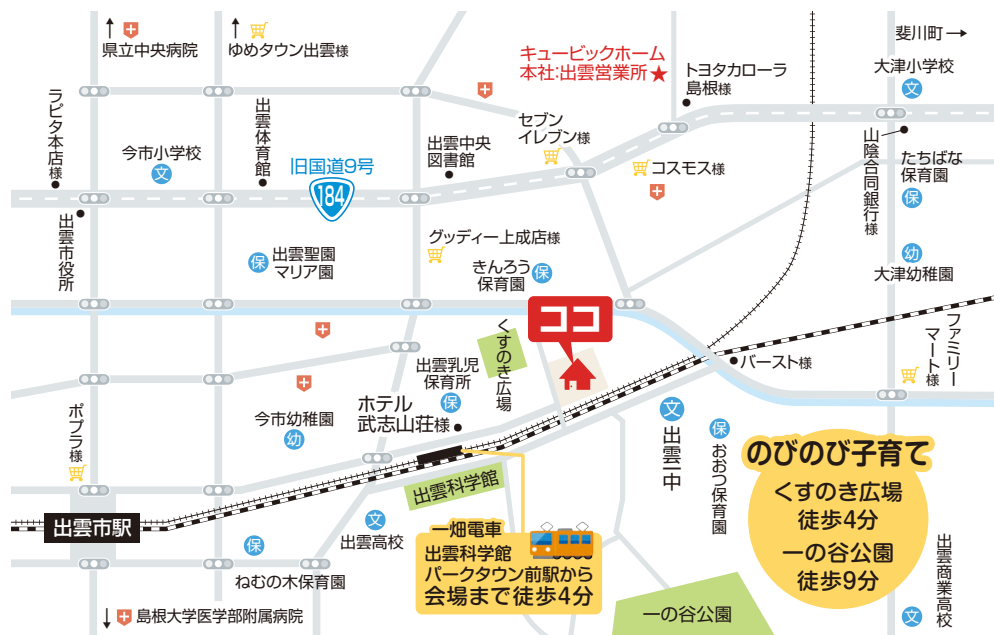 県立中央病院
ゆめタウン出雲様
キュービックホーム
本社:出雲営業所★
トヨタカローラ
島根様
斐川町
大津小学校
文
ラピタ本店様
今市小学校
文
出雲体育館
旧国道9号
184
出雲中央
図書館
セブン
イレブン様
コスモス様
山陰合同銀行様
たちばな
保育園
保
出雲市役所
保
出雲聖園
マリア園
グッディー上成店様
きんろう
保育園
保
幼
大津幼稚園
ココ
くすのき広場
出雲乳児
保育所
保
バースト様
ファミリー
マート様
ポプラ様
今市幼稚園
幼
ホテル
武志山荘様
文
出雲一中
保
おおつ保育園
のびのび子育て
くすのき広場
徒歩4分
一の谷公園
徒歩9分
出雲科学館
出雲市駅
文
出雲高校
保
ねむの木保育園
一畑電車
出雲科学館
パークタウン前駅から
会場まで徒歩4分
出雲商業高校
文
一の谷公園
島根大学医学部附属病院